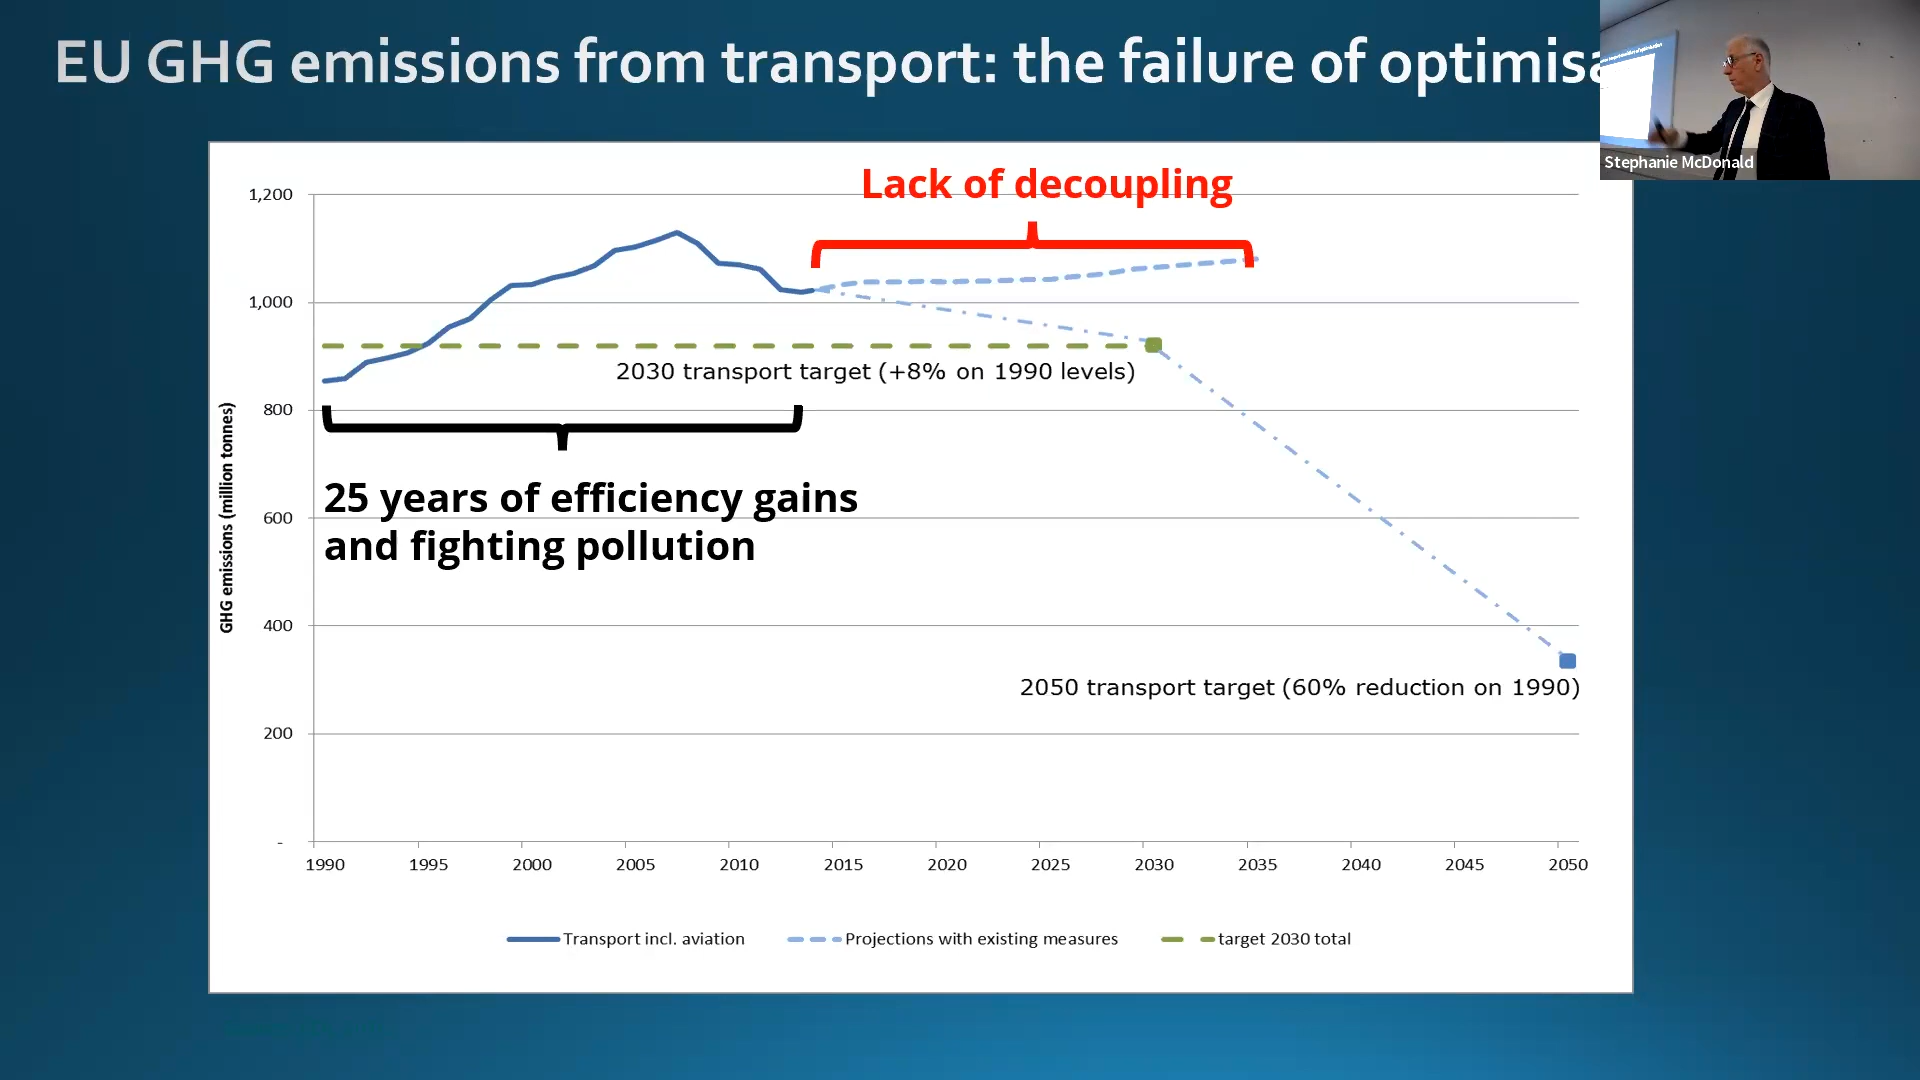 EU GHG emissions from transport: the failure of optimisa
Stephanie McDonald
Lack of decoupling
1,200
1,000
800
600
400
200
-
GHG emissions (million tonnes)
2030 transport target (+8% on 1990 levels)
25 years of efficiency gains
and fighting pollution
2050 transport target (60% reduction on 1990)
1990 1995 2000 2005 2010 2015 2020 2025 2030 2035 2040 2045 2050
Transport incl. aviation Projections with existing measures target 2030 total